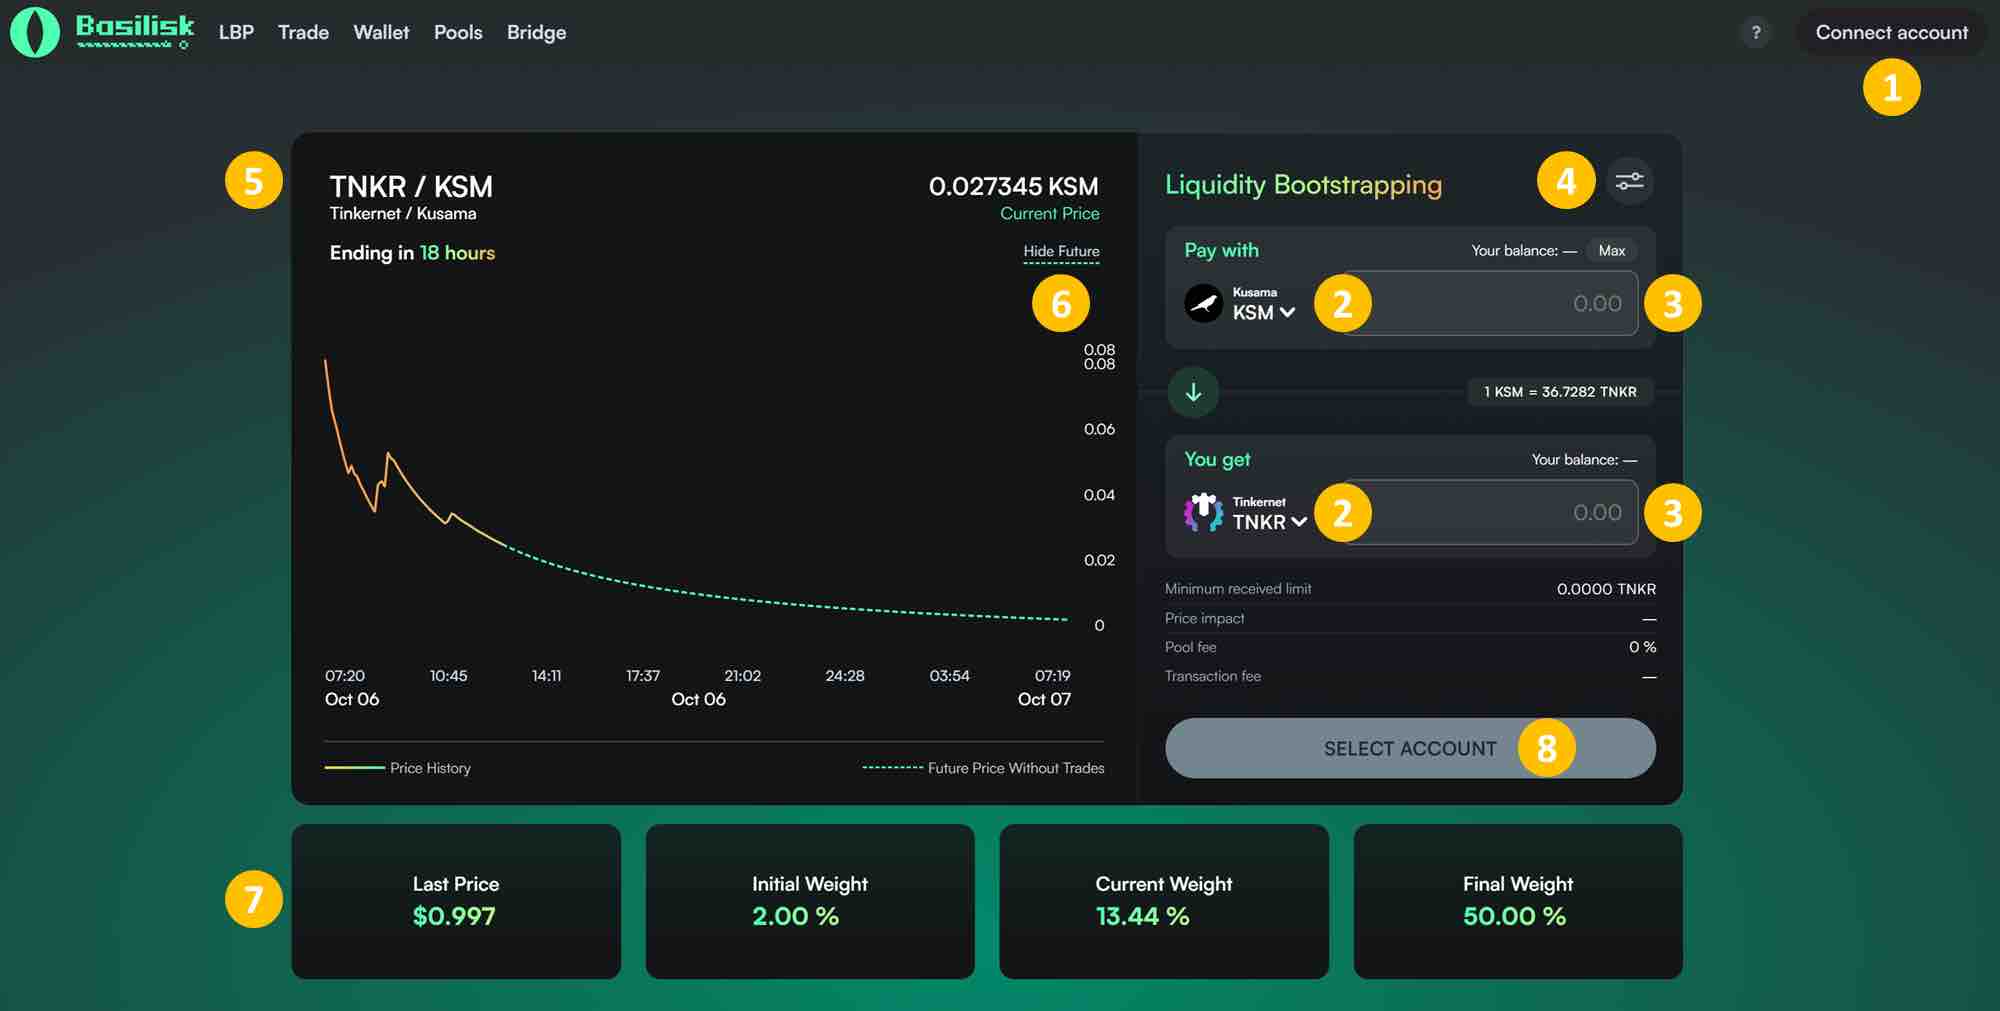 Basilisk
LBP Trade Wallet Pools Bridge
? Connect account
1
5
TNKR / KSM
Tinkernet / Kusama
Ending in 18 hours
0.027345 KSM
Current Price
Hide Future
6
0.08
0.08
0.06
0.04
0.02
0
07:20 10:45 14:11 17:37 21:02 24:28 03:54 07:19
Oct 06 Oct 06 Oct 07
Price History Future Price Without Trades
Liquidity Bootstrapping
4
Pay with Your balance: — Max
Kusama
KSM 2 0.00 3
1 KSM = 36.7282 TNKR
You get Your balance: —
Tinkernet
TNKR 2 0.00 3
Minimum received limit 0.0000 TNKR
Price impact —
Pool fee 0 %
Transaction fee —
SELECT ACCOUNT 8
7
Last Price
$0.997
Initial Weight
2.00 %
Current Weight
13.44 %
Final Weight
50.00 %